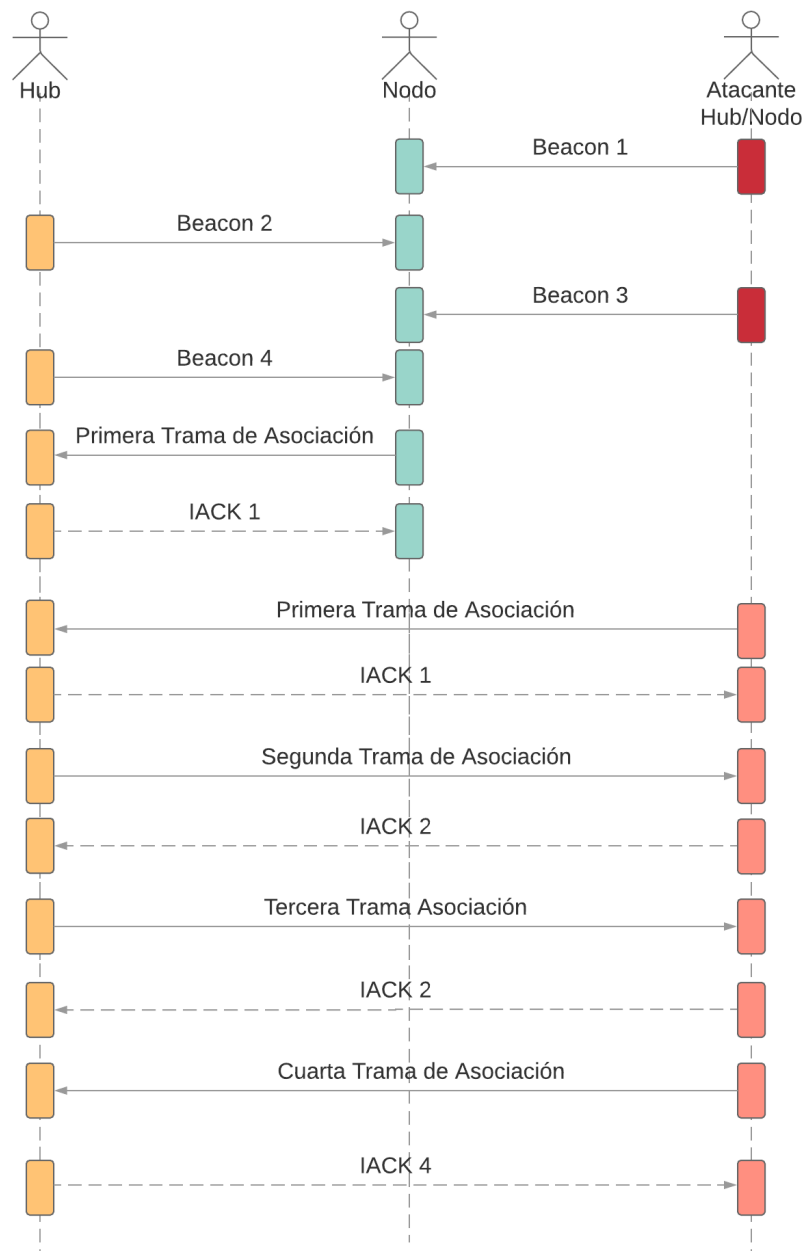 Hub
Nodo
Atacante
Hub/Nodo
Beacon 1
Beacon 2
Beacon 3
Beacon 4
Primera Trama de Asociación
IACK 1
Primera Trama de Asociación
IACK 1
Segunda Trama de Asociación
IACK 2
Tercera Trama Asociación
IACK 2
Cuarta Trama de Asociación
IACK 4